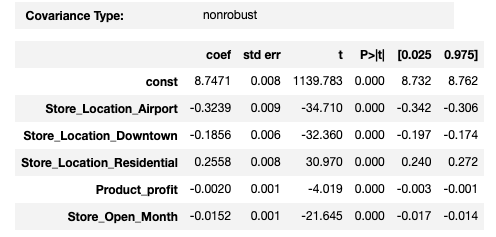 Covariance Type: nonrobust
coef std err t P>|t| [0.025 0.975]
const 8.7471 0.008 1139.783 0.000 8.732 8.762
Store_Location_Airport -0.3239 0.009 -34.710 0.000 -0.342 -0.306
Store_Location_Downtown -0.1856 0.006 -32.360 0.000 -0.197 -0.174
Store_Location_Residential 0.2558 0.008 30.970 0.000 0.240 0.272
Product_profit -0.0020 0.001 -4.019 0.000 -0.003 -0.001
Store_Open_Month -0.0152 0.001 -21.645 0.000 -0.017 -0.014